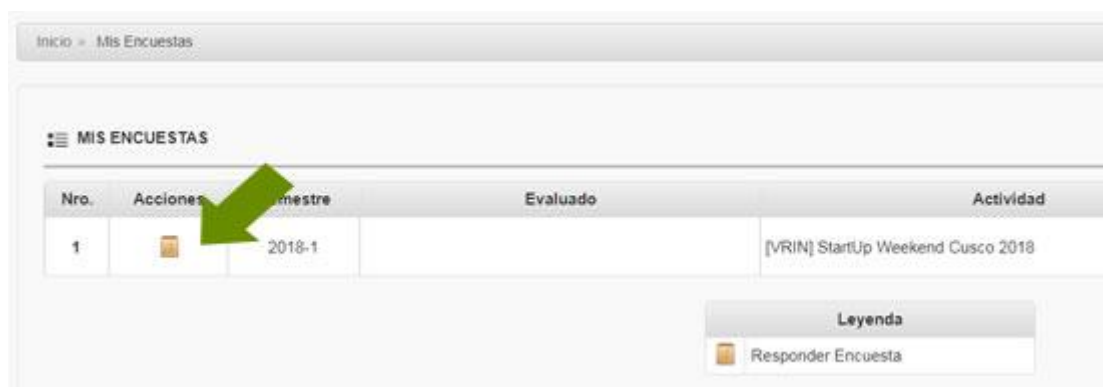 Inicio » Mis Encuestas
MIS ENCUESTAS
Nro. Acciones mestre Evaluado Actividad
1 2018-1 [VRIN] StartUp Weekend Cusco 2018
Leyenda
Responder Encuesta